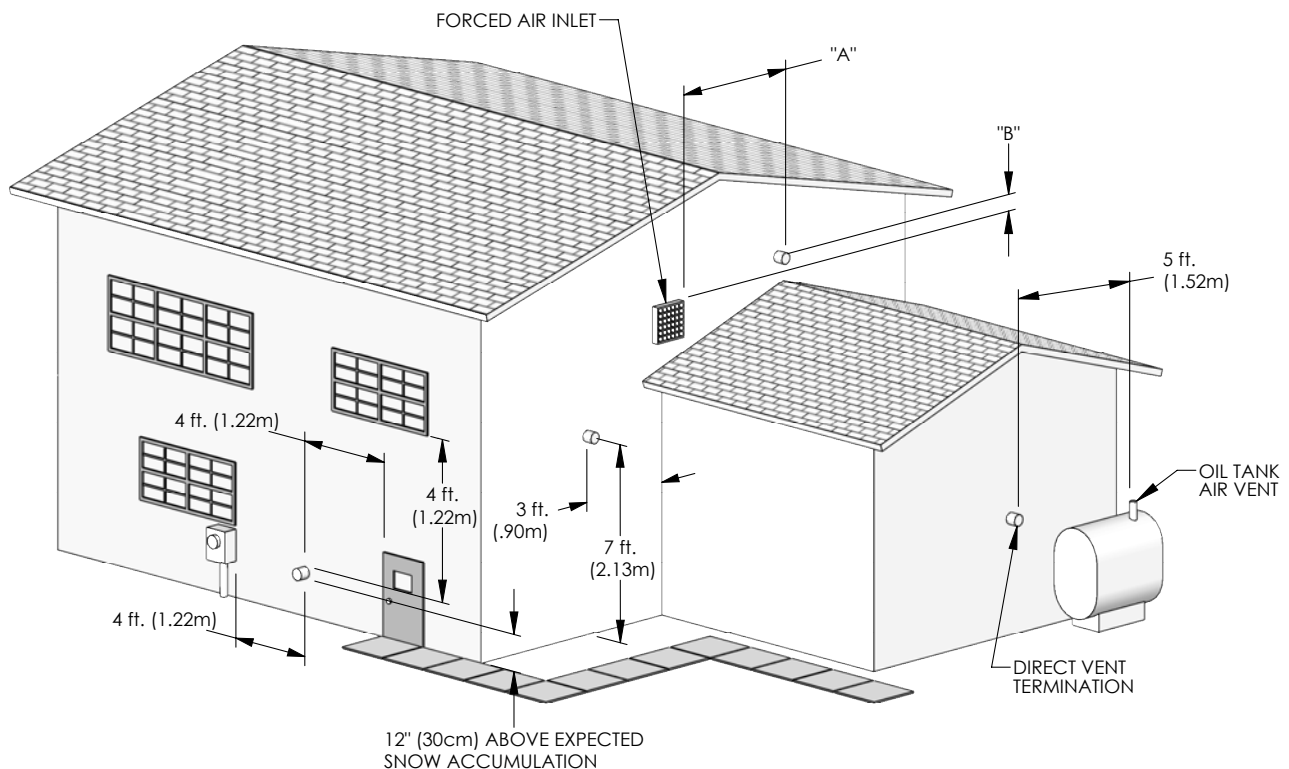 FORCED AIR INLET
"A"
"B"
5 ft.
(1.52m)
4 ft. (1.22m)
4 ft.
(1.22m)
3 ft.
(.90m)
7 ft.
(2.13m)
OIL TANK
AIR VENT
4 ft. (1.22m)
DIRECT VENT
TERMINATION
12" (30cm) ABOVE EXPECTED
SNOW ACCUMULATION